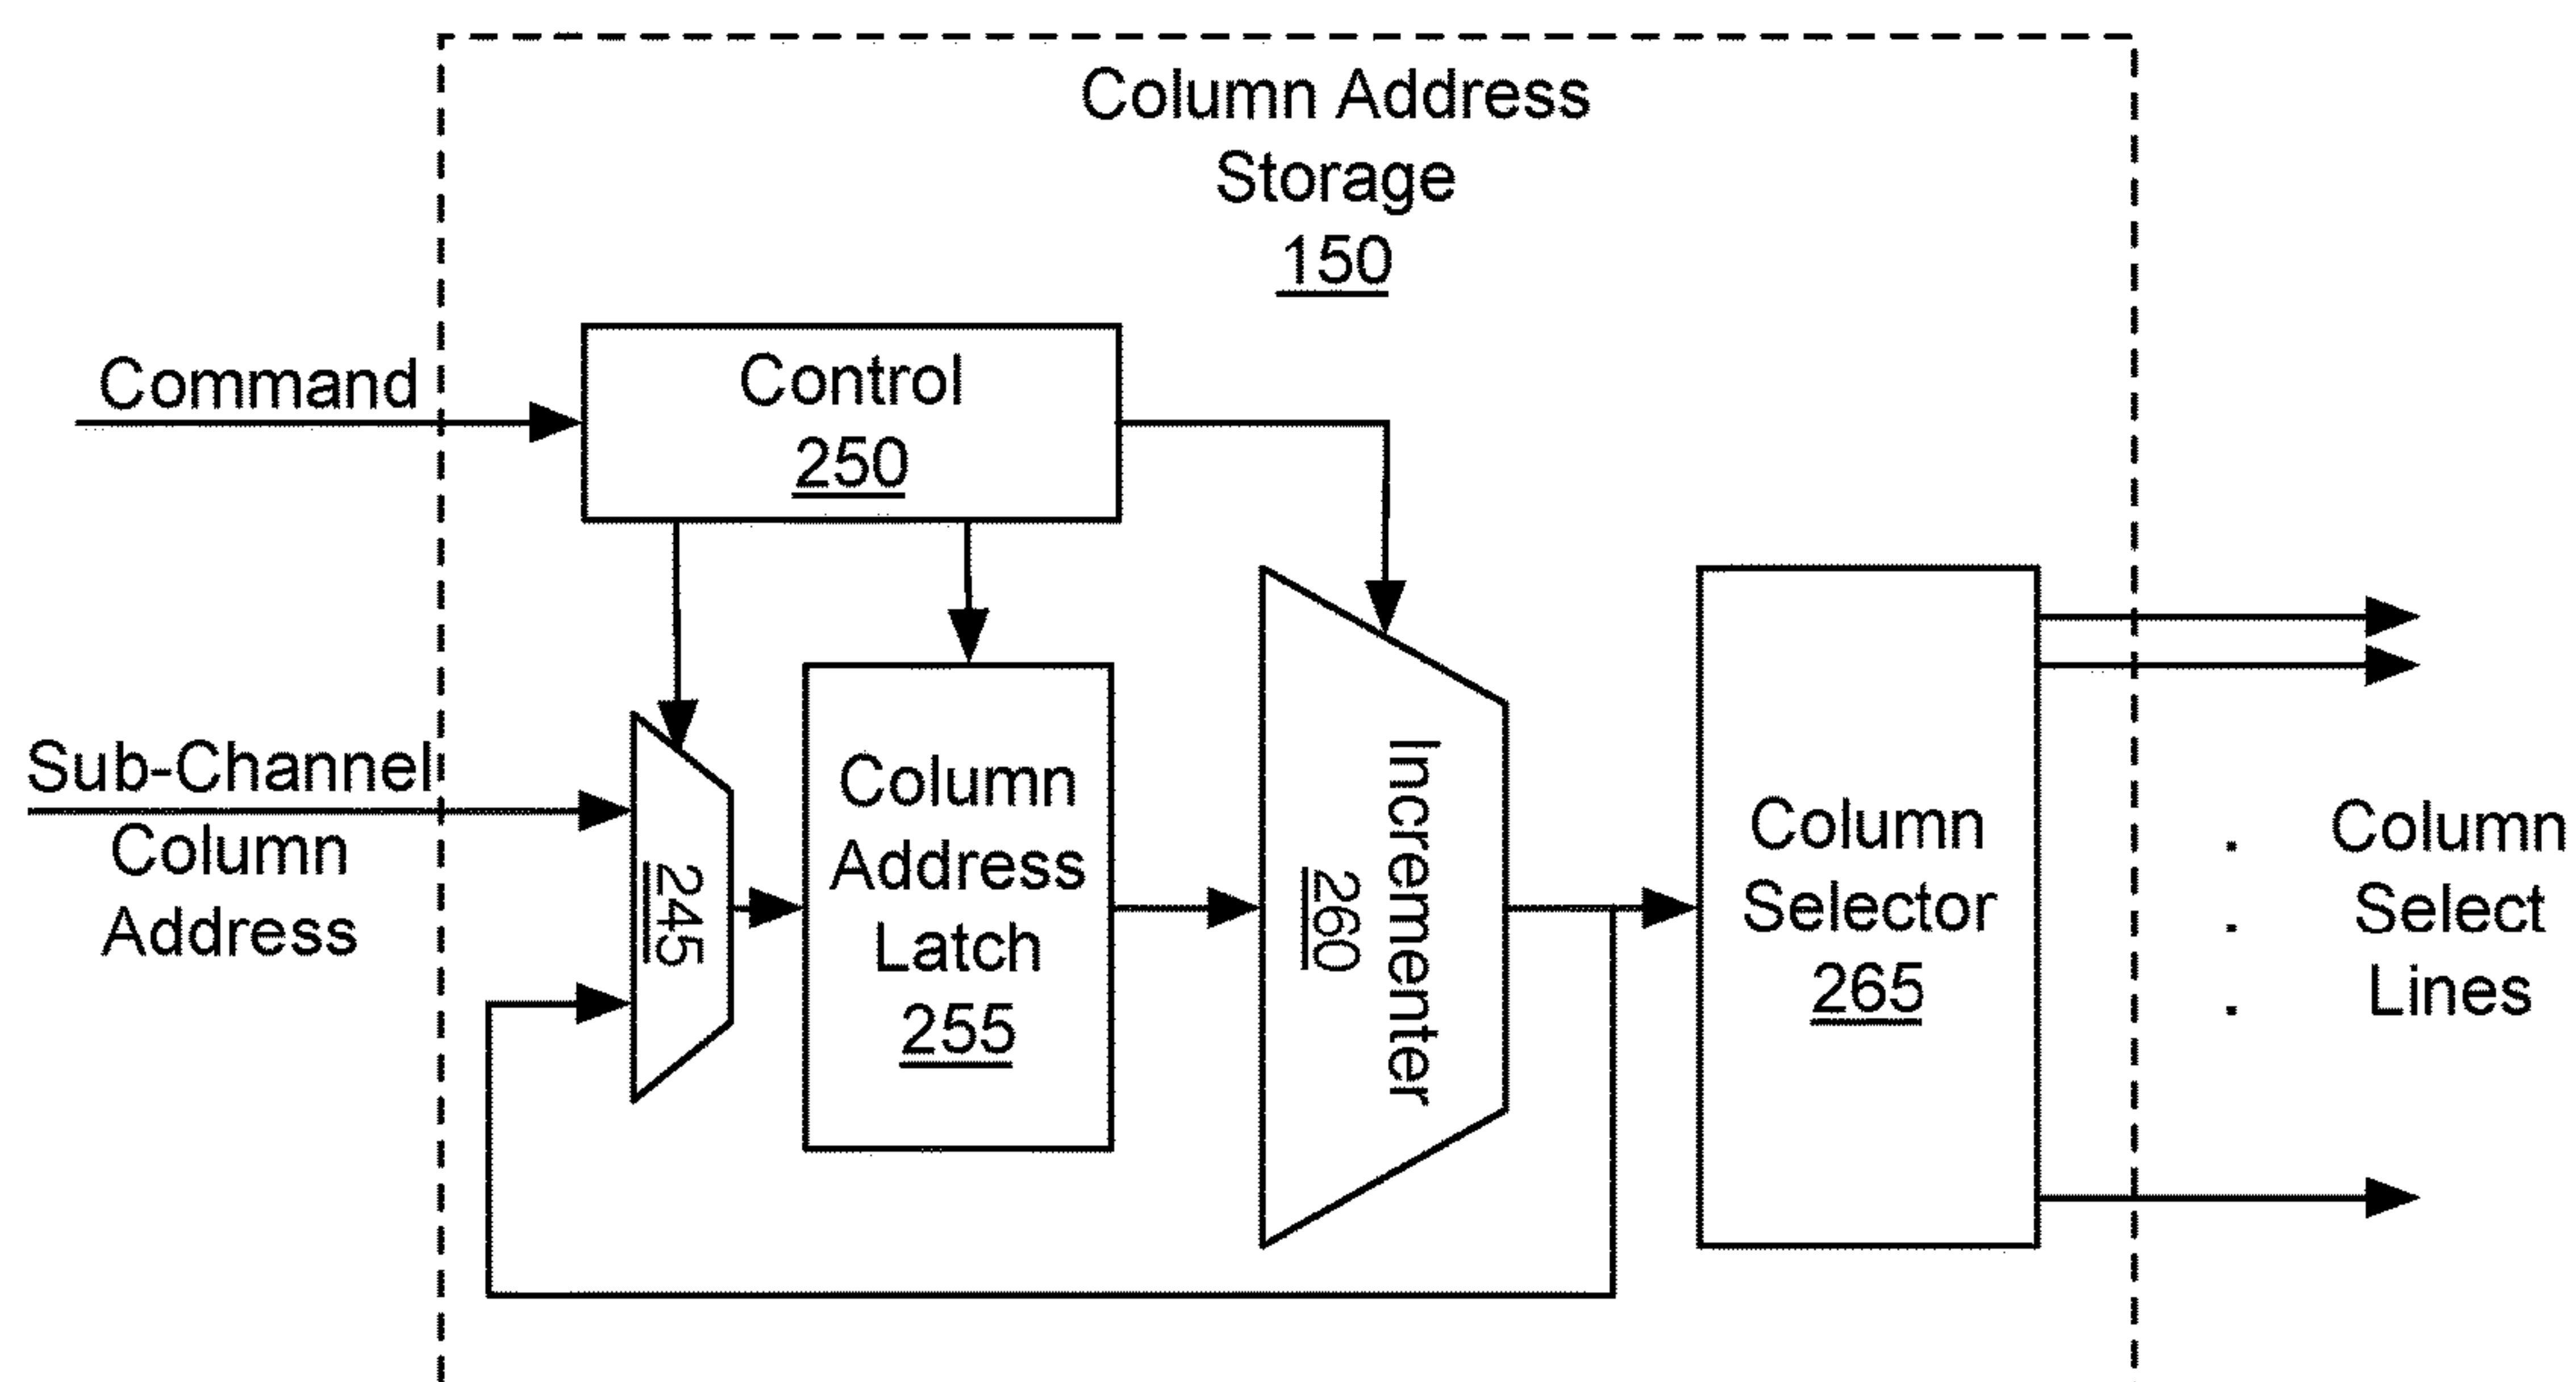 Column Address
Storage
150
Command
Control
250
Sub-Channel
Column
Address
245
Column
Address
Latch
255
Incrementer
260
Column
Selector
265
Column
Select
Lines